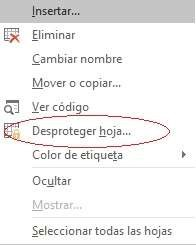 Insertar...
Eliminar
Cambiar nombre
Mover o copiar...
Ver código
Desproteger hoja...
Color de etiqueta
Ocultar
Mostrar...
Seleccionar todas las hojas